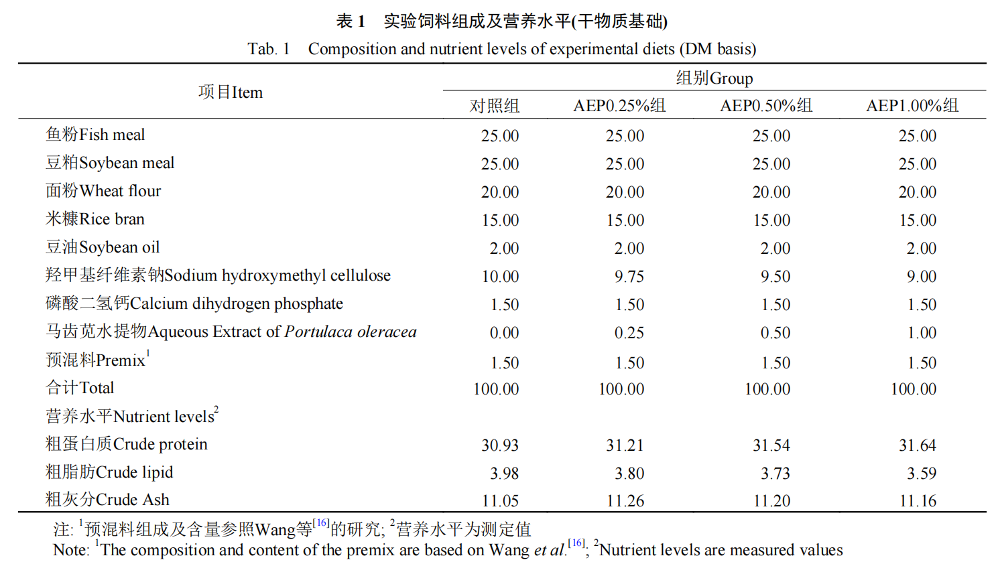 表 1 实验饲料组成及营养水平(干物质基础)
Tab. 1 Composition and nutrient levels of experimental diets (DM basis)
项目Item 组别Group
对照组 AEP0.25%组 AEP0.50%组 AEP1.00%组
鱼粉Fish meal 25.00 25.00 25.00 25.00
豆粕Soybean meal 25.00 25.00 25.00 25.00
面粉Wheat flour 20.00 20.00 20.00 20.00
米糠Rice bran 15.00 15.00 15.00 15.00
豆油Soybean oil 2.00 2.00 2.00 2.00
羟甲基纤维素钠Sodium hydroxymethyl cellulose 10.00 9.75 9.50 9.00
磷酸二氢钙Calcium dihydrogen phosphate 1.50 1.50 1.50 1.50
马齿苋水提物Aqueous Extract of Portulaca oleracea 0.00 0.25 0.50 1.00
预混料Premix1 1.50 1.50 1.50 1.50
合计Total 100.00 100.00 100.00 100.00
营养水平Nutrient levels2
粗蛋白质Crude protein 30.93 31.21 31.54 31.64
粗脂肪Crude lipid 3.98 3.80 3.73 3.59
粗灰分Crude Ash 11.05 11.26 11.20 11.16
注: 1预混料组成及含量参照Wang等[16]的研究; 2营养水平为测定值
Note: 1The composition and content of the premix are based on Wang et al.[16]; 2Nutrient levels are measured values